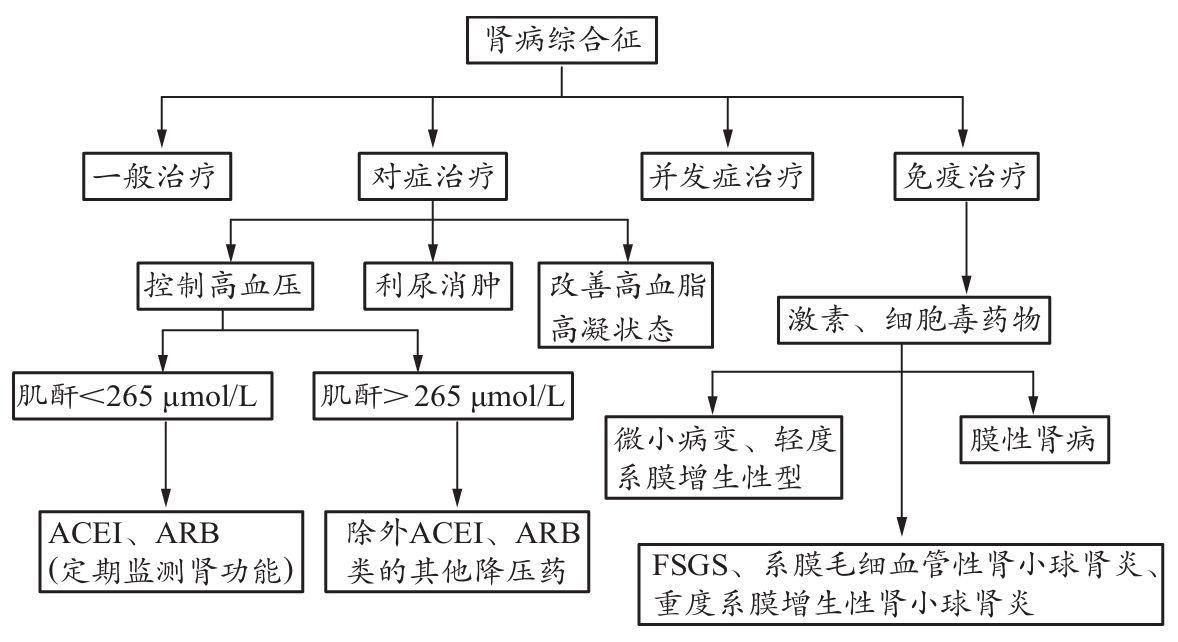 肾病综合征
一般治疗
对症治疗
并发症治疗
免疫治疗
控制高血压
利尿消肿
改善高血脂
高凝状态
激素、细胞毒药物
肌酐<265 μmol/L
肌酐>265 μmol/L
微小病变、轻度
系膜增生性型
膜性肾病
ACEI、ARB
(定期监测肾功能)
除外ACEI、ARB
类的其他降压药
FSGS、系膜毛细血管性肾小球肾炎、
重度系膜增生性肾小球肾炎